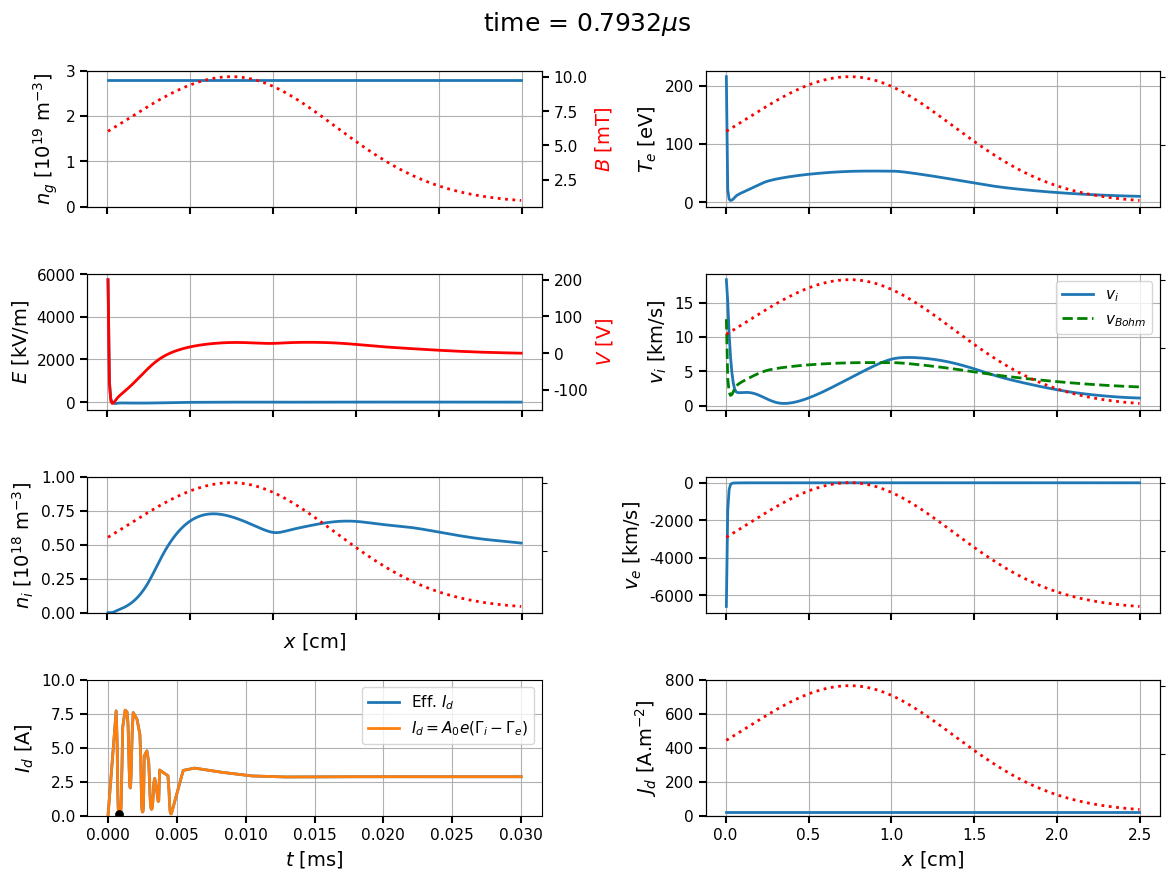 time = 0.7932μs
n_g [10^19 m^−3]
3
2
1
0
B [mT]
10.0
7.5
5.0
2.5
T_e [eV]
200
100
0
E [kV/m]
6000
4000
2000
0
V [V]
200
100
0
-100
v_i [km/s]
15
10
5
0
v_i
v_Bohm
n_i [10^18 m^−3]
1.00
0.75
0.50
0.25
0.00
x [cm]
v_e [km/s]
0
-2000
-4000
-6000
I_d [A]
10.0
7.5
5.0
2.5
0.0
Eff. I_d
I_d = A_0e(Γ_i − Γ_e)
0.000 0.005 0.010 0.015 0.020 0.025 0.030
t [ms]
J_d [A.m^−2]
800
600
400
200
0
0.0 0.5 1.0 1.5 2.0 2.5
x [cm]